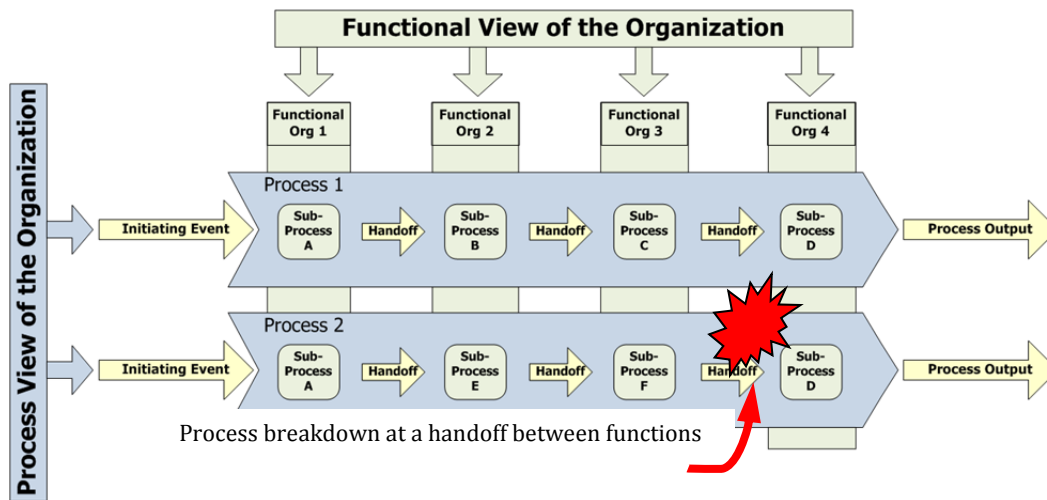 Functional View of the Organization
Process View of the Organization
Functional
Org 1
Functional
Org 2
Functional
Org 3
Functional
Org 4
Process 1
Initiating Event
Sub-
Process
A
Handoff
Sub-
Process
B
Handoff
Sub-
Process
C
Handoff
Sub-
Process
D
Process Output
Process 2
Initiating Event
Sub-
Process
A
Handoff
Sub-
Process
E
Handoff
Sub-
Process
F
Handoff
Sub-
Process
D
Process Output
Process breakdown at a handoff between functions